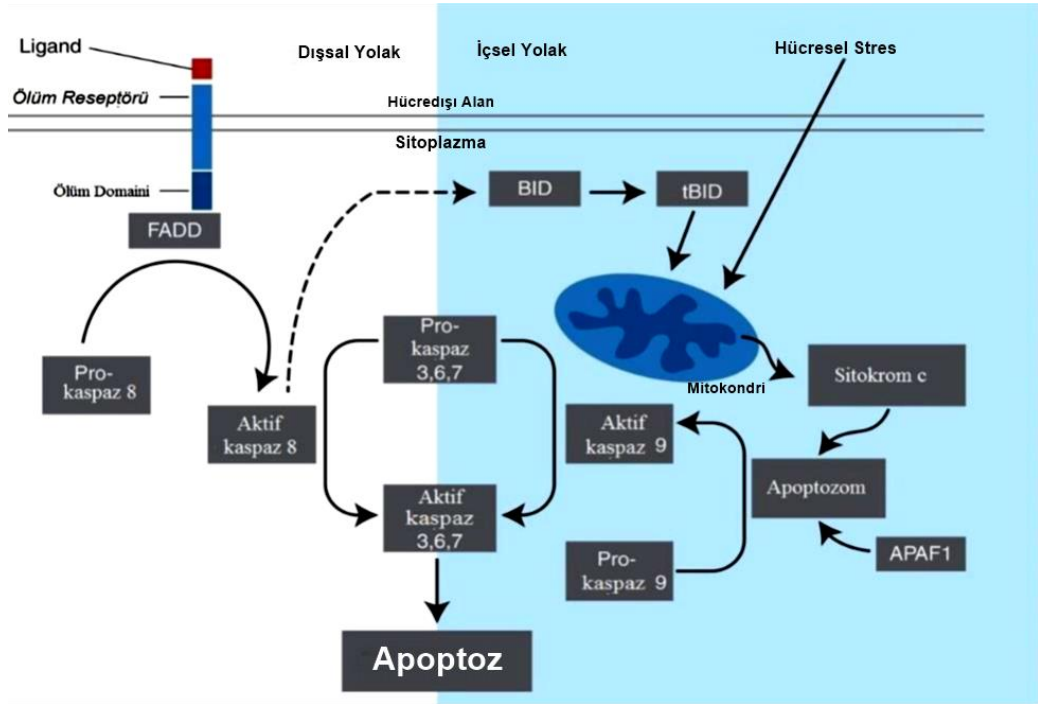 Ligand
Dışsal Yolak
İçsel Yolak
Hücresel Stres
Ölüm Reseptörü
Hücredışı Alan
Sitoplazma
Ölüm Domaini
FADD
BID
tBID
Pro-
kaspaz 8
Aktif
kaspaz 8
Pro-
kaspaz
3,6,7
Mitokondri
Sitokrom c
Aktif
kaspaz 9
Apoptozom
APAF1
Aktif
kaspaz
3,6,7
Pro-
kaspaz 9
Apoptoz